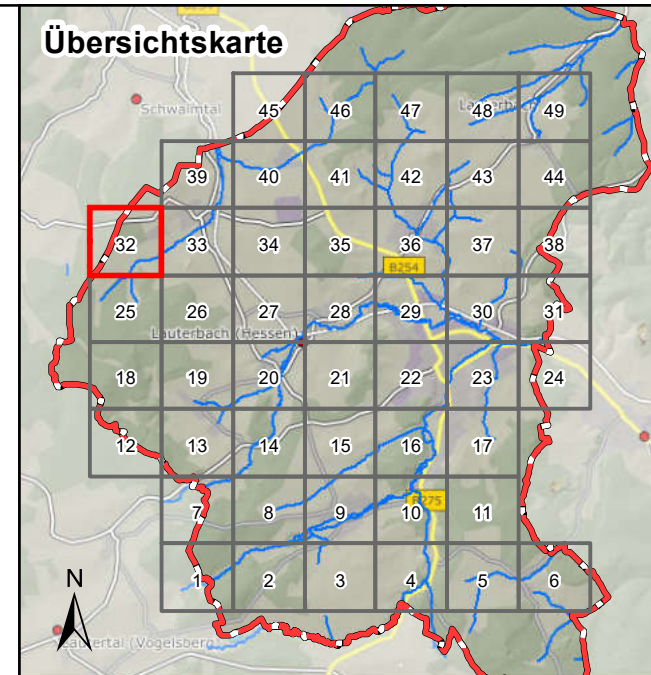 Übersichtskarte
Schwalmtal
45 46 47 48 49
39 40 41 42 43 44
32 33 34 35 36 37 38
B254
25 26 27 28 29 30 31
Lauterbach (Hessen)
18 19 20 21 22 23 24
12 13 14 15 16 17
7 8 9 10 11
B275
1 2 3 4 5 6
N
Lautertal (Vogelsberg)